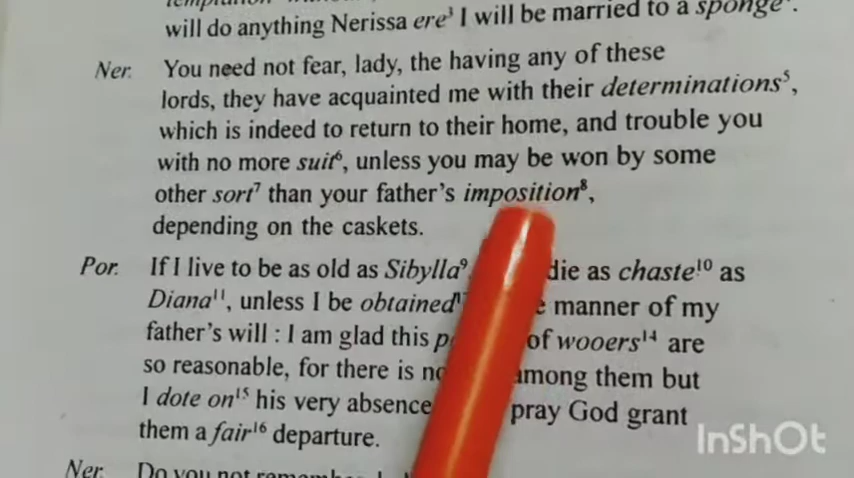 will do anything Nerissa ere³ I will be married to a sponge⁴.
Ner. You need not fear, lady, the having any of these
lords, they have acquainted me with their determinations⁵,
which is indeed to return to their home, and trouble you
with no more suit⁶, unless you may be won by some
other sort⁷ than your father's imposition⁸,
depending on the caskets.
Por. If I live to be as old as Sibylla⁹ die as chaste¹⁰ as
Diana¹¹, unless I be obtained manner of my
father's will : I am glad this of wooers¹⁴ are
so reasonable, for there is among them but
I dote on¹⁵ his very absence pray God grant
them a fair¹⁶ departure.
Ner. Do you not
InShOt